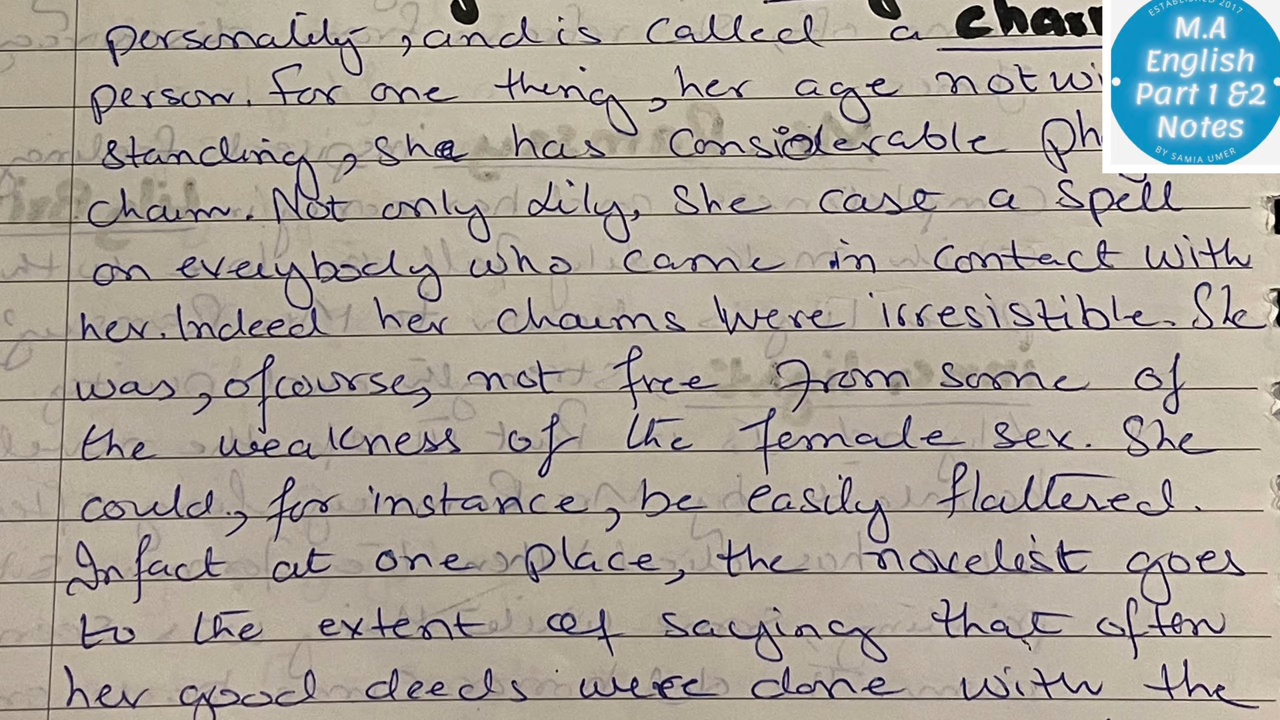 personality, and is called a char
person. For one thing, her age notwi
standing, she has considerable ph
charm. Not only Lily, She case a spell
on everybody who came in contact with
her. Indeed her charms were irresistible. She
was, ofcourse, not free from some of
the weakness of the female sex. She
could, for instance, be easily flattered.
Infact at one place, the novelist goes
to the extent of saying that often
her good deeds were done with the
ESTABLISHED 2017
M.A
English
Part 1 &2
Notes
BY SAMIA UMER